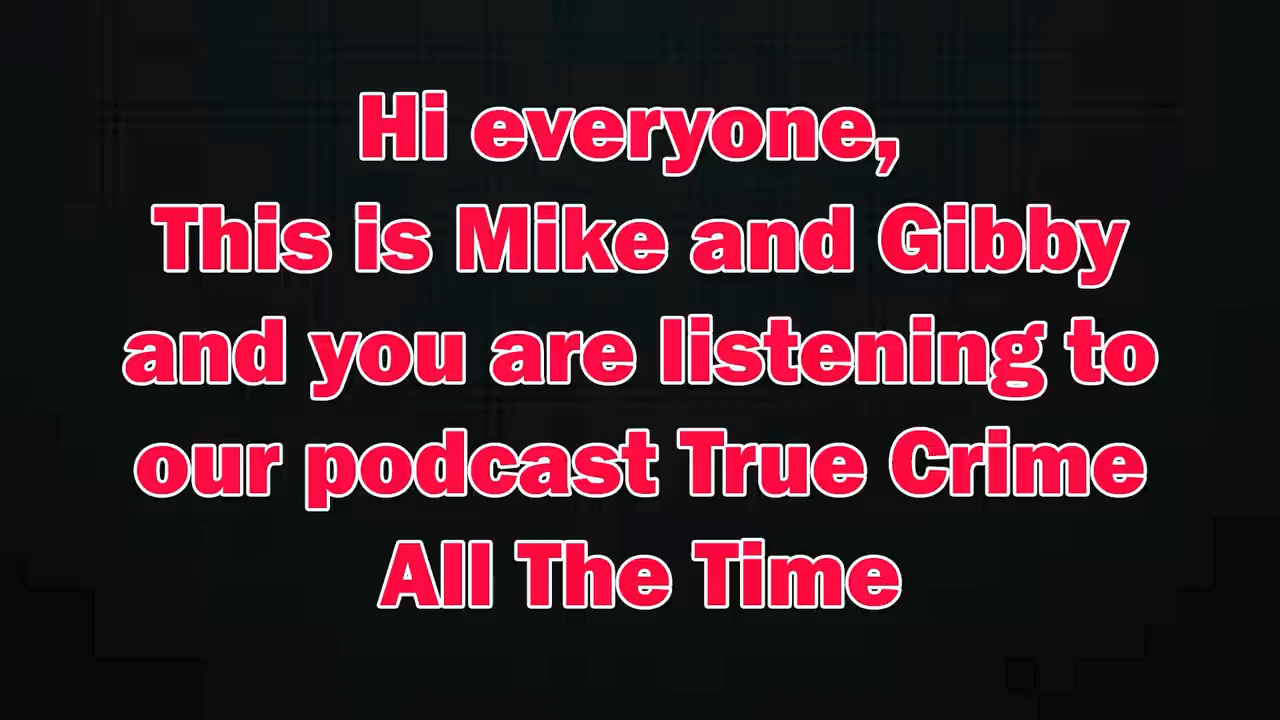 Hi everyone,
This is Mike and Gibby
and you are listening to
our podcast True Crime
All The Time